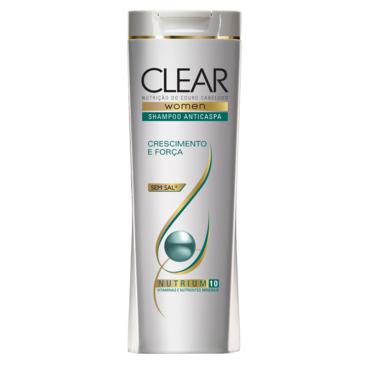 CLEAR
NUTRIÇÃO DO COURO CABELUDO
women
SHAMPOO ANTICASPA
CRESCIMENTO
E FORÇA
SEM SAL*
NUTRIUM 10
VITAMINAS E NUTRIENTES MINERAIS